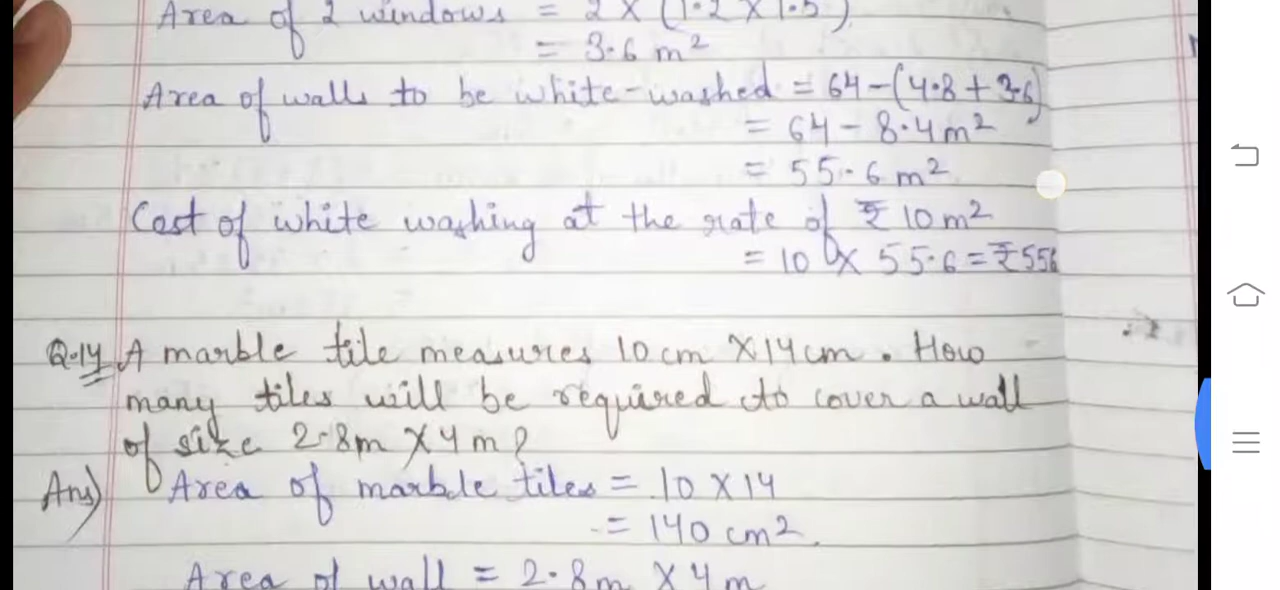 Area of 2 windows = 2 × (1.2 × 1.5)
= 3.6 m²
Area of walls to be white-washed = 64-(4.8 + 3.6)
= 64 - 8.4 m²
= 55.6 m²
Cost of white washing at the rate of ₹ 10 m²
= 10 × 55.6 = ₹ 556
Q.14 A marble tile measures 10 cm × 14 cm. How
many tiles will be required to cover a wall
of size 2.8m × 4 m?
Ans) Area of marble tiles = 10 × 14
= 140 cm².
Area of wall = 2.8m × 4 m